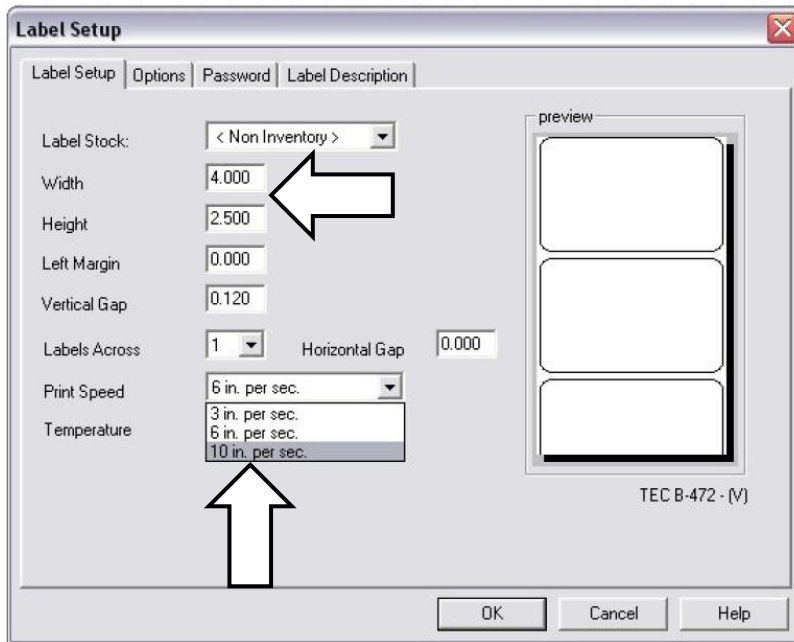 Label Setup
Label Setup Options Password Label Description
preview
Label Stock: < Non Inventory >
Width 4.000
Height 2.500
Left Margin 0.000
Vertical Gap 0.120
Labels Across 1 Horizontal Gap 0.000
Print Speed 6 in. per sec.
3 in. per sec.
Temperature 6 in. per sec.
10 in. per sec.
TEC B-472 - (V)
OK Cancel Help